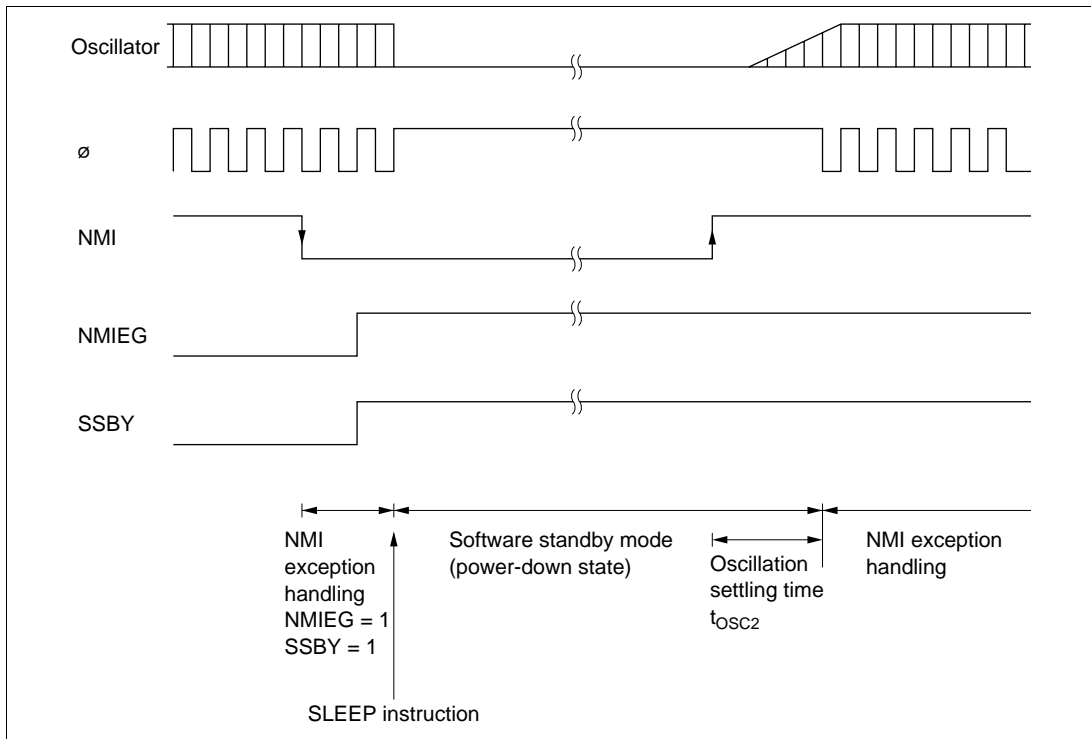 Oscillator
ø
NMI
NMIEG
SSBY
NMI
exception
handling
NMIEG = 1
SSBY = 1
Software standby mode
(power-down state)
Oscillation
settling time
tOSC2
NMI exception
handling
SLEEP instruction